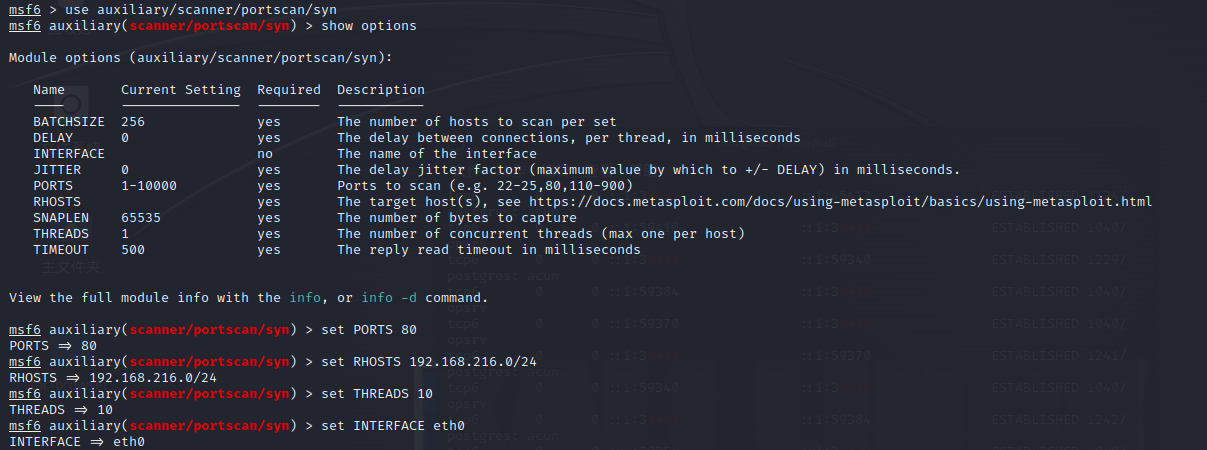 msf6 > use auxiliary/scanner/portscan/syn
msf6 auxiliary(scanner/portscan/syn) > show options
Module options (auxiliary/scanner/portscan/syn):
Name Current Setting Required Description
BATCHSIZE 256 yes The number of hosts to scan per set
DELAY 0 yes The delay between connections, per thread, in milliseconds
INTERFACE no The name of the interface
JITTER 0 yes The delay jitter factor (maximum value by which to +/- DELAY) in milliseconds.
PORTS 1-10000 yes Ports to scan (e.g. 22-25,80,110-900)
RHOSTS yes The target host(s), see https://docs.metasploit.com/docs/using-metasploit/basics/using-metasploit.html
SNAPLEN 65535 yes The number of bytes to capture
THREADS 1 yes The number of concurrent threads (max one per host)
TIMEOUT 500 yes The reply read timeout in milliseconds
主文件夹
View the full module info with the info, or info -d command.
msf6 auxiliary(scanner/portscan/syn) > set PORTS 80
PORTS ⇒ 80
msf6 auxiliary(scanner/portscan/syn) > set RHOSTS 192.168.216.0/24
RHOSTS ⇒ 192.168.216.0/24
msf6 auxiliary(scanner/portscan/syn) > set THREADS 10
THREADS ⇒ 10
msf6 auxiliary(scanner/portscan/syn) > set INTERFACE eth0
INTERFACE ⇒ eth0